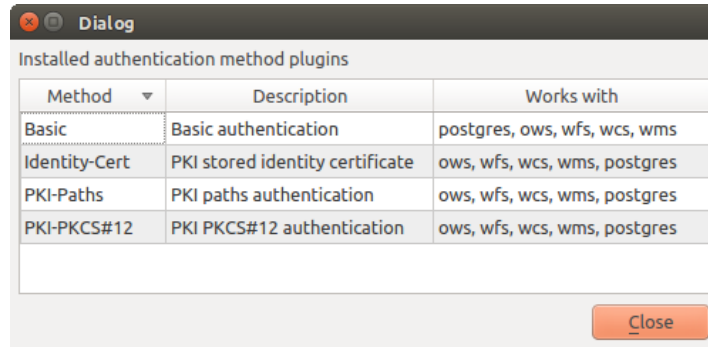 Dialog
Installed authentication method plugins
Method Description Works with
Basic Basic authentication postgres, ows, wfs, wcs, wms
Identity-Cert PKI stored identity certificate ows, wfs, wcs, wms, postgres
PKI-Paths PKI paths authentication ows, wfs, wcs, wms, postgres
PKI-PKCS#12 PKI PKCS#12 authentication ows, wfs, wcs, wms, postgres
Close